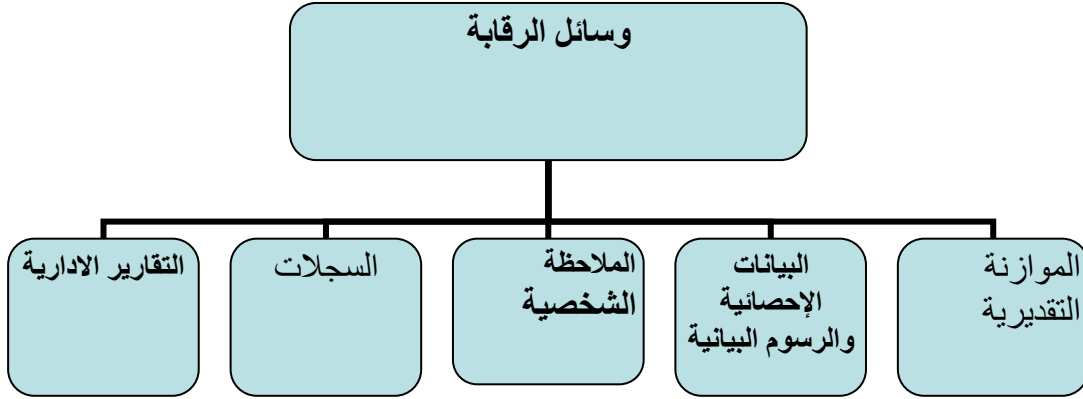 وسائل الرقابة
الموازنة
التقديرية
البيانات
الإحصائية
والرسوم البيانية
الملاحظة
الشخصية
السجلات
التقارير الادارية